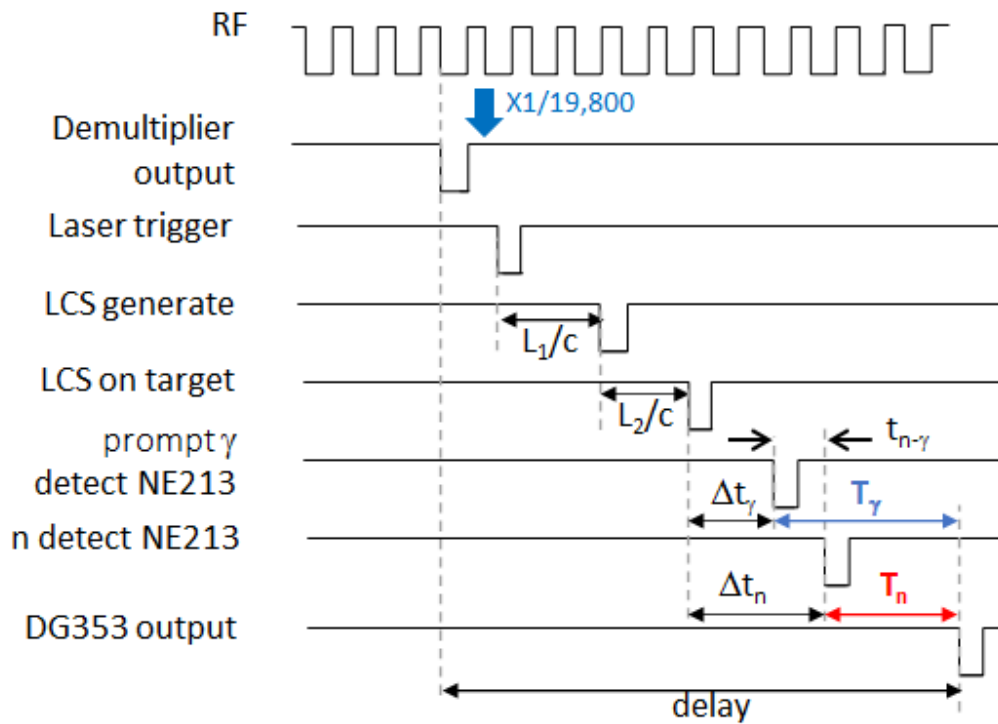 RF
X1/19,800
Demultiplier
output
Laser trigger
LCS generate
L₁/c
LCS on target
L₂/c
prompt γ
tₙ₋γ
detect NE213
Δtγ
Tγ
n detect NE213
Δtₙ
Tₙ
DG353 output
delay